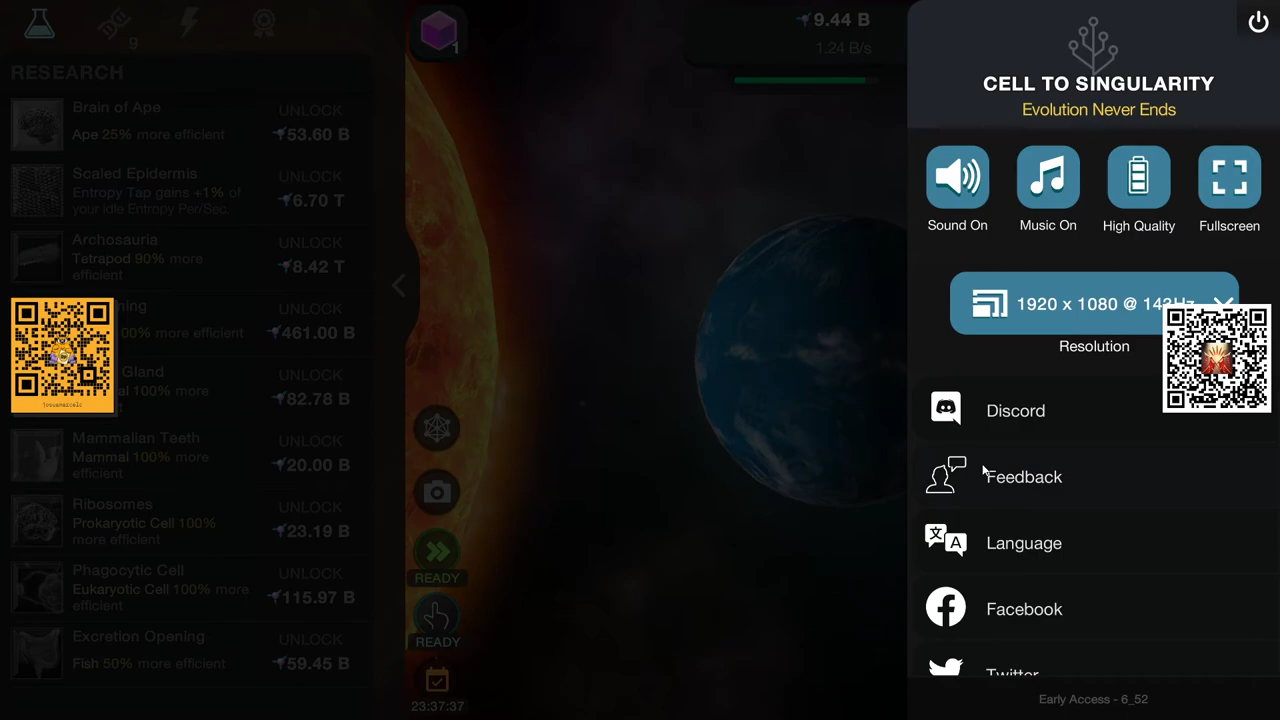 9
RESEARCH
Brain of Ape
Ape 25% more efficient
UNLOCK
53.60 B
Scaled Epidermis
Entropy Tap gains +1% of
your idle Entropy Per/Sec.
UNLOCK
6.70 T
Archosauria
Tetrapod 90% more
efficient
UNLOCK
8.42 T
more efficient
UNLOCK
461.00 B
Gland
100% more
efficient
UNLOCK
82.78 B
Mammalian Teeth
Mammal 100% more
efficient
UNLOCK
20.00 B
Ribosomes
Prokaryotic Cell 100%
more efficient
UNLOCK
23.19 B
Phagocytic Cell
Eukaryotic Cell 100% more
efficient
UNLOCK
115.97 B
Excretion Opening
Fish 50% more efficient
UNLOCK
59.45 B
josuemarcelc
1
READY
READY
23:37:37
9.44 B
1.24 B/s
CELL TO SINGULARITY
Evolution Never Ends
Sound On
Music On
High Quality
Fullscreen
1920 x 1080 @ 143Hz
Resolution
Discord
Feedback
Language
Facebook
Twitter
Early Access - 6_52